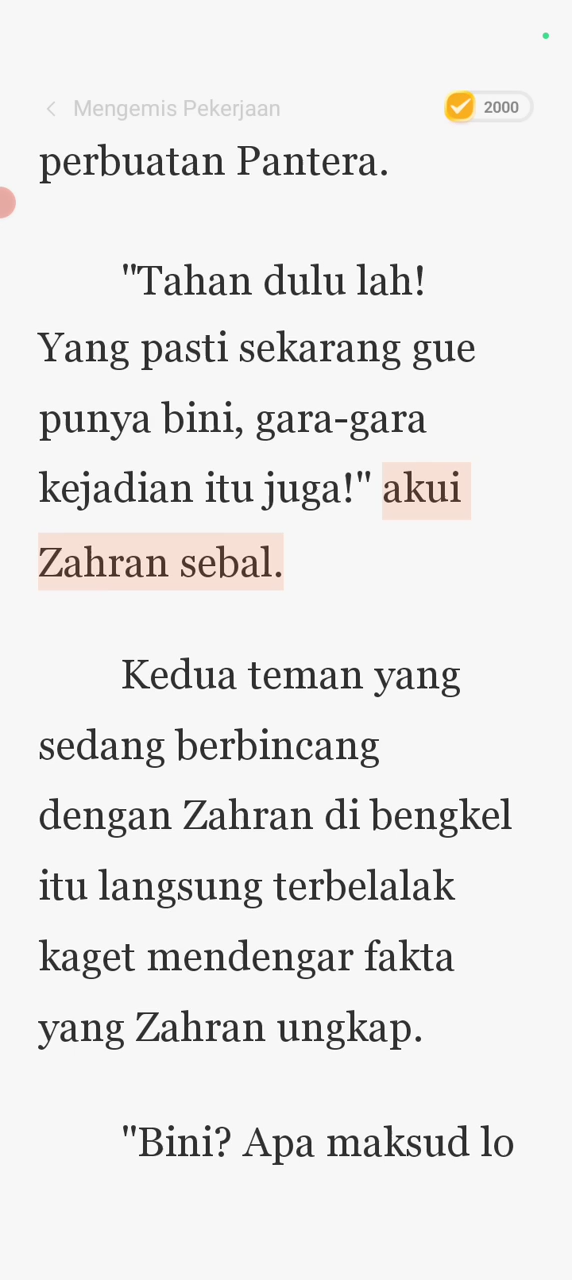 Mengemis Pekerjaan
2000
perbuatan Pantera.
"Tahan dulu lah!
Yang pasti sekarang gue
punya bini, gara-gara
kejadian itu juga!" akui
Zahran sebal.
Kedua teman yang
sedang berbincang
dengan Zahran di bengkel
itu langsung terbelalak
kaget mendengar fakta
yang Zahran ungkap.
"Bini? Apa maksud lo